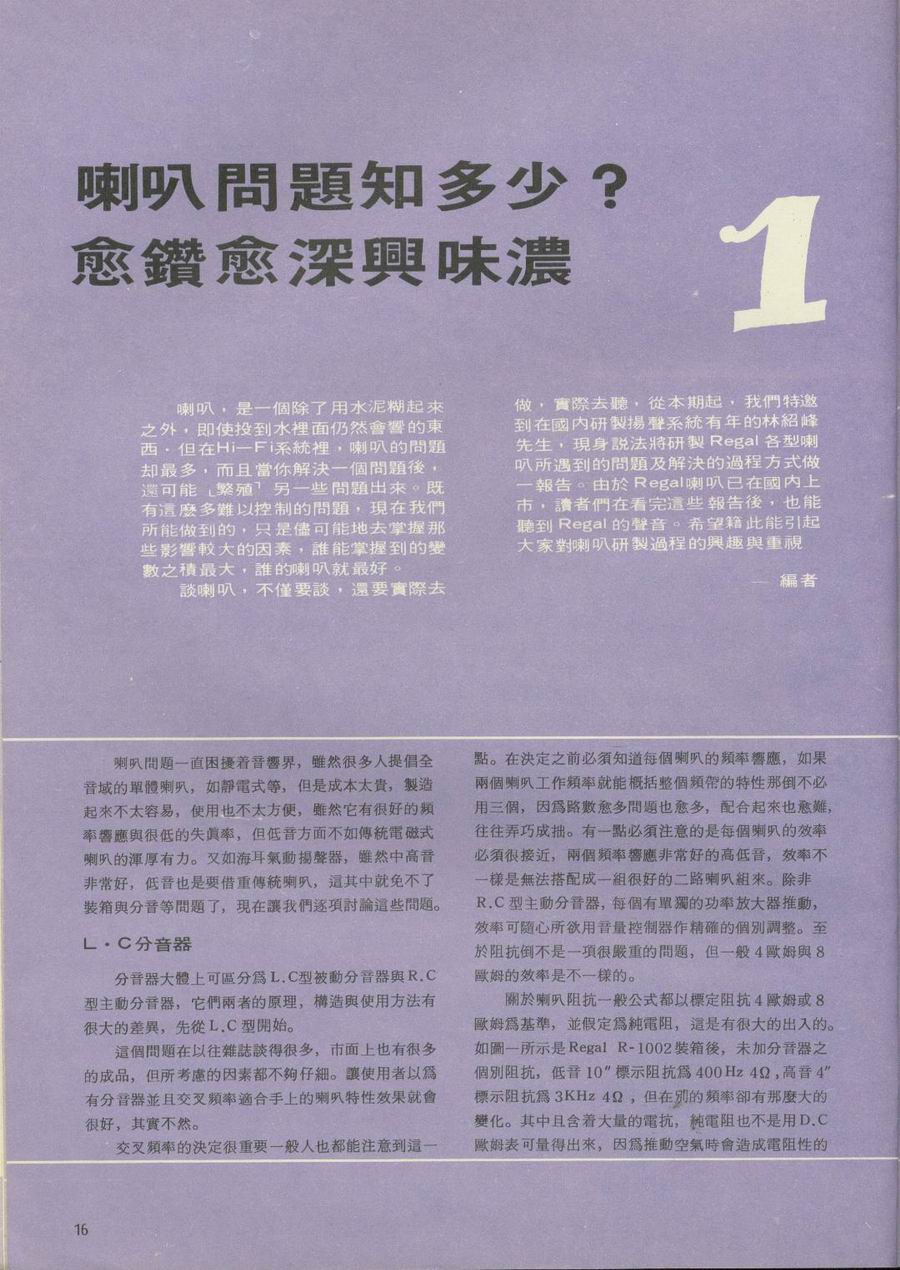 喇叭問題知多少？
愈鑽愈深興味濃
1
喇叭，是一個除了用水泥糊起來
之外，即使投到水裡面仍然會響的東
西．但在Hi—Fi系統裡，喇叭的問題
却最多，而且當你解決一個問題後，
還可能「繁殖」另一些問題出來。既
有這麽多難以控制的問題，現在我們
所能做到的，只是儘可能地去掌握那
些影響較大的因素，誰能掌握到的變
數之積最大，誰的喇叭就最好。
談喇叭，不僅要談，還要實際去
做，實際去聽，從本期起，我們特邀
到在國内研製揚聲系統有年的林紹峰
先生，現身説法將研製 Regal 各型喇
叭所遇到的問題及解決的過程方式做
一報告。由於 Regal喇叭已在國内上
市，讀者們在看完這些報告後，也能
聽到 Regal 的聲音。希望籍此能引起
大家對喇叭研製過程的興趣與重視
— 編者
喇叭問題一直困擾着音響界，雖然很多人提倡全
音域的單體喇叭，如靜電式等，但是成本太貴，製造
起來不太容易，使用也不太方便，雖然它有很好的頻
率響應與很低的失眞率，但低音方面不如傳統電磁式
喇叭的渾厚有力。又如海耳氣動揚聲器，雖然中高音
非常好，低音也是要借重傳統喇叭，這其中就免不了
裝箱與分音等問題了，現在讓我們逐項討論這些問題。
L．C分音器
分音器大體上可區分爲 L.C型被動分音器與R.C
型主動分音器，它們兩者的原理，構造與使用方法有
很大的差異，先從 L.C 型開始。
這個問題在以往雜誌談得很多，市面上也有很多
的成品，但所考慮的因素都不夠仔細。讓使用者以爲
有分音器並且交叉頻率適合手上的喇叭特性效果就會
很好，其實不然。
交叉頻率的決定很重要一般人也都能注意到這一
點。在決定之前必須知道每個喇叭的頻率響應，如果
兩個喇叭工作頻率就能概括整個頻帶的特性那倒不必
用三個，因爲路數愈多問題也愈多，配合起來也愈難，
往往弄巧成拙。有一點必須注意的是每個喇叭的效率
必須很接近，兩個頻率響應非常好的高低音，效率不
一樣是無法搭配成一組很好的二路喇叭組來。除非
R.C 型主動分音器，每個有單獨的功率放大器推動，
效率可隨心所欲用音量控制器作精確的個別調整。至
於阻抗倒不是一項很嚴重的問題，但一般 4 歐姆與 8
歐姆的效率是不一樣的。
關於喇叭阻抗一般公式都以標定阻抗 4 歐姆或 8
歐姆爲基準，並假定爲純電阻，這是有很大的出入的。
如圖一所示是 Regal R-1002 裝箱後，未加分音器之
個別阻抗，低音 10″標示阻抗爲 400 Hz 4Ω，高音 4″
標示阻抗爲 3KHz 4Ω，但在別的頻率卻有那麼大的
變化。其中且含着大量的電抗，純電阻也不是用 D.C
歐姆表可量得出來，因爲推動空氣時會造成電阻性的
16